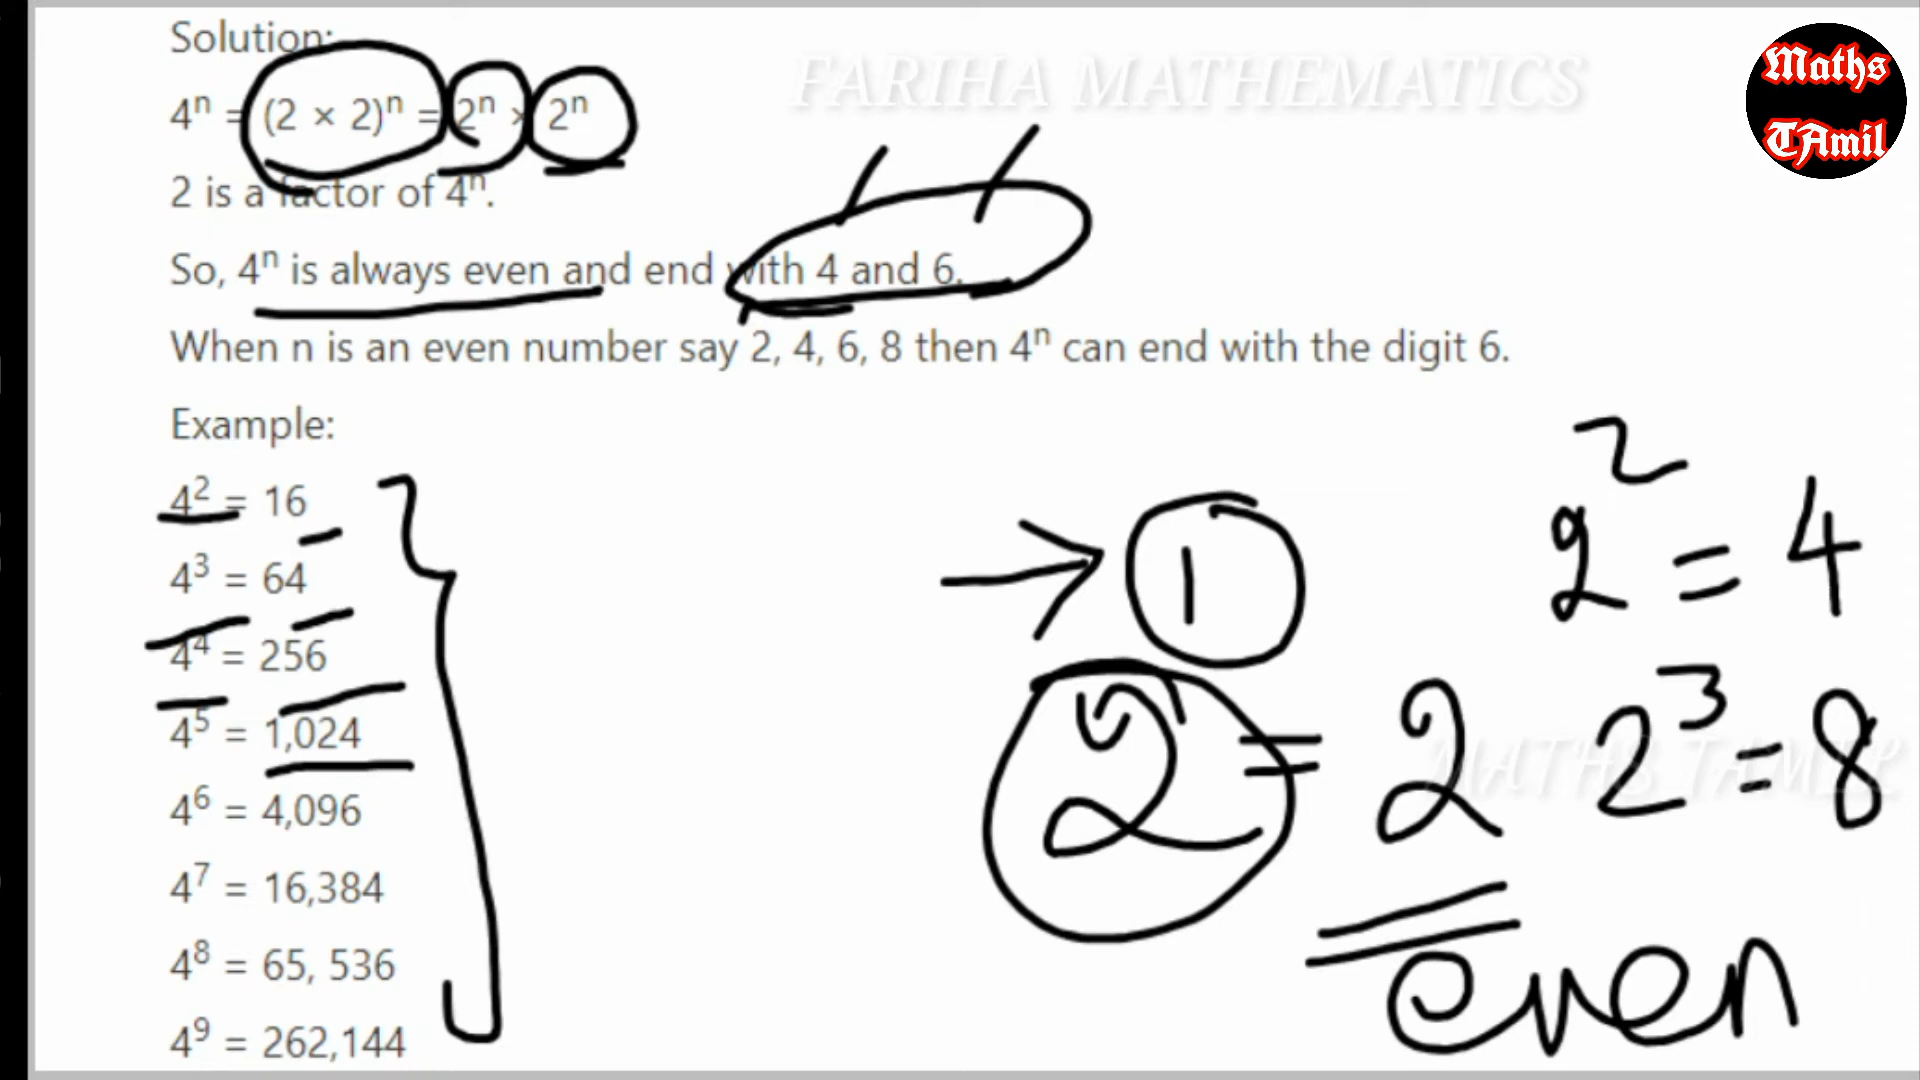 Solution:
FARIHA MATHEMATICS
Maths
TAmil
4ⁿ = (2 × 2)ⁿ = 2ⁿ × 2ⁿ
2 is a factor of 4ⁿ.
So, 4ⁿ is always even and end with 4 and 6.
When n is an even number say 2, 4, 6, 8 then 4ⁿ can end with the digit 6.
Example:
4² = 16
4³ = 64
4⁴ = 256
4⁵ = 1,024
4⁶ = 4,096
4⁷ = 16,384
4⁸ = 65, 536
4⁹ = 262,144
1
2² = 4
= 2
2³ = 8
MATHS TAMIL
even